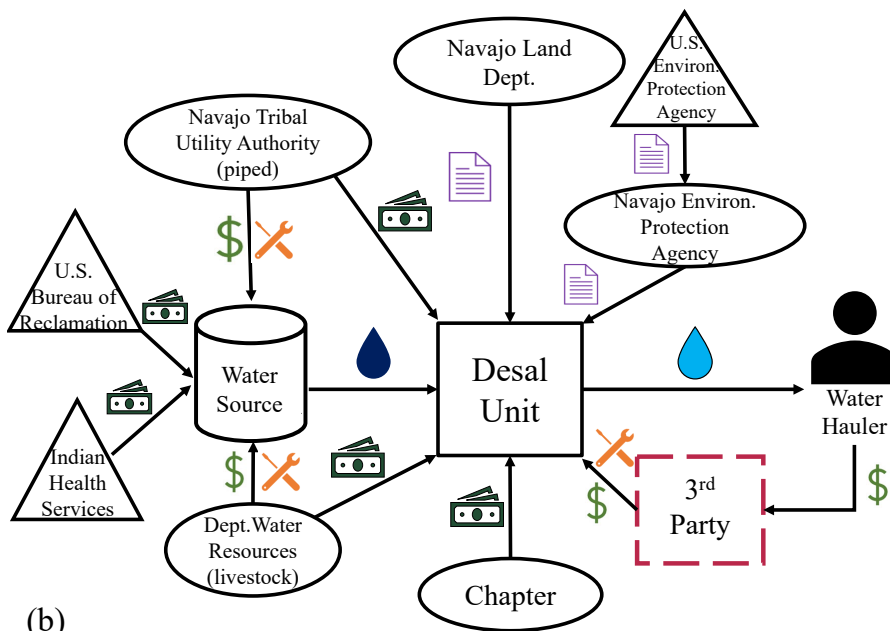 Navajo Land
Dept.
U.S.
Environ.
Protection
Agency
Navajo Tribal
Utility Authority
(piped)
Navajo Environ.
Protection
Agency
$
U.S.
Bureau of
Reclamation
Water
Source
Desal
Unit
Water
Hauler
Indian
Health
Services
$
$
$
3rd
Party
Dept.Water
Resources
(livestock)
Chapter
(b)